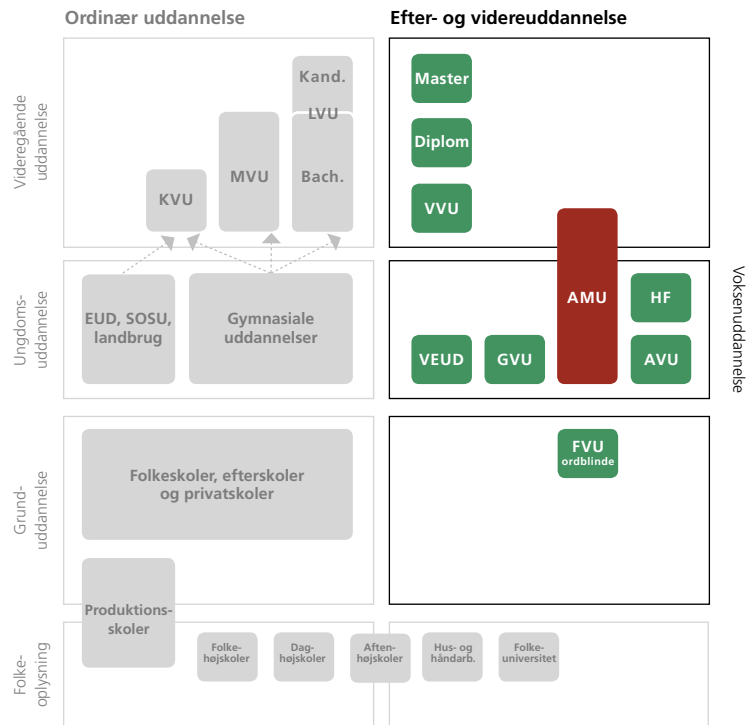 Ordinær uddannelse
Efter- og videreuddannelse
Videregående
uddannelse
Kand.
LVU
Bach.
MVU
KVU
Master
Diplom
VVU
Ungdoms-
uddannelse
EUD, SOSU,
landbrug
Gymnasiale
uddannelser
AMU
HF
VEUD
GVU
AVU
Voksenuddannelse
Grund-
uddannelse
Folkeskoler, efterskoler
og privatskoler
FVU
ordblinde
Produktions-
skoler
Folke-
oplysning
Folke-
højskoler
Dag-
højskoler
Aften-
højskoler
Hus- og
håndarb.
Folke-
universitet